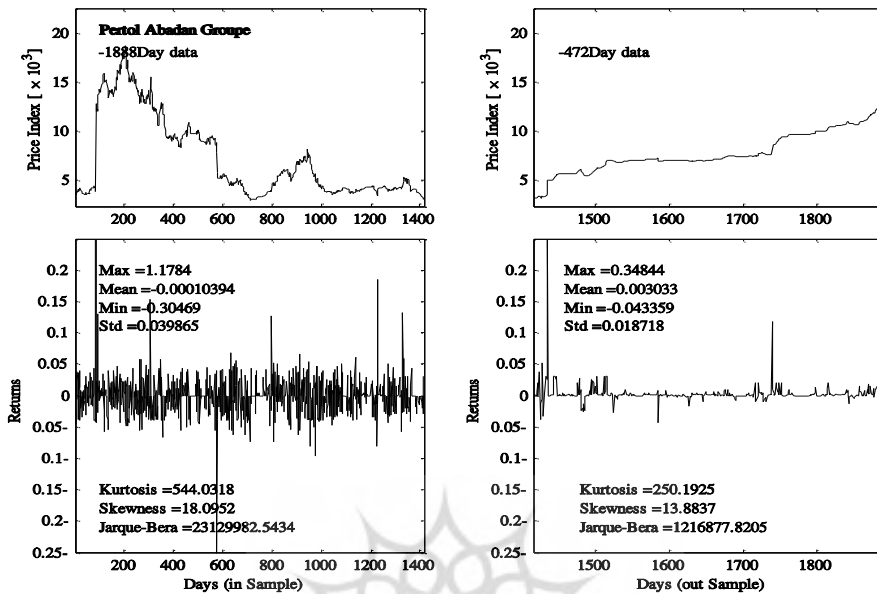 Pertol Abadan Groupe
-1888Day data
Price Index [ × 10³]
20
15
10
5
200 400 600 800 1000 1200 1400
-472Day data
Price Index [ × 10³]
20
15
10
5
1500 1600 1700 1800
Max =1.1784
Mean=-0.00010394
Min =-0.30469
Std =0.039865
Returns
0.2
0.15
0.1
0.05
0
0.05-
0.1-
0.15-
0.2-
0.25-
Kurtosis =544.0318
Skewness =18.0952
Jarque-Bera =23129982.5434
200 400 600 800 1000 1200 1400
Days (in Sample)
Max =0.34844
Mean =0.003033
Min =-0.043359
Std =0.018718
Returns
0.2
0.15
0.1
0.05
0
0.05-
0.1-
0.15-
0.2-
0.25-
Kurtosis =250.1925
Skewness =13.8837
Jarque-Bera =1216877.8205
1500 1600 1700 1800
Days (out Sample)